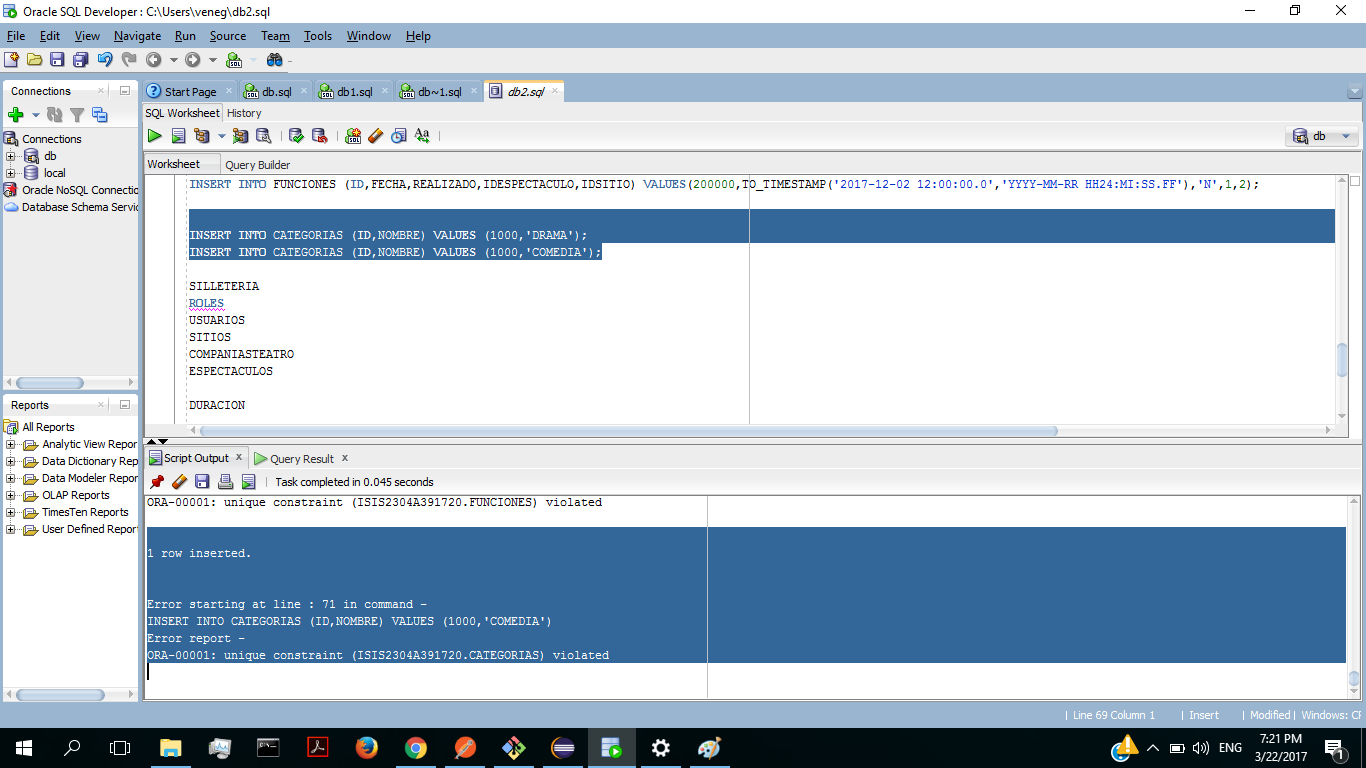 Oracle SQL Developer : C:\Users\veneg\db2.sql
File Edit View Navigate Run Source Team Tools Window Help
Connections
Start Page
db.sql
db1.sql
db~1.sql
db2.sql
SQL Worksheet History
Aa
db
Worksheet Query Builder
Connections
db
local
Oracle NoSQL Connectio
Database Schema Servic
INSERT INTO FUNCIONES (ID,FECHA,REALIZADO,IDESPECTACULO,IDSITIO) VALUES(200000,TO_TIMESTAMP('2017-12-02 12:00:00.0','YYYY-MM-RR HH24:MI:SS.FF'),'N',1,2);
INSERT INTO CATEGORIAS (ID,NOMBRE) VALUES (1000,'DRAMA');
INSERT INTO CATEGORIAS (ID,NOMBRE) VALUES (1000,'COMEDIA');
SILLETERIA
ROLES
USUARIOS
SITIOS
COMPANIASTEATRO
ESPECTACULOS
DURACION
Reports
All Reports
Analytic View Repor
Data Dictionary Rep
Data Modeler Repor
OLAP Reports
TimesTen Reports
User Defined Repor
Script Output
Query Result
Task completed in 0.045 seconds
ORA-00001: unique constraint (ISIS2304A391720.FUNCIONES) violated
1 row inserted.
Error starting at line : 71 in command -
INSERT INTO CATEGORIAS (ID,NOMBRE) VALUES (1000,'COMEDIA')
Error report -
ORA-00001: unique constraint (ISIS2304A391720.CATEGORIAS) violated
Line 69 Column 1
Insert
Modified
Windows: CF
ENG
7:21 PM
3/22/2017
1